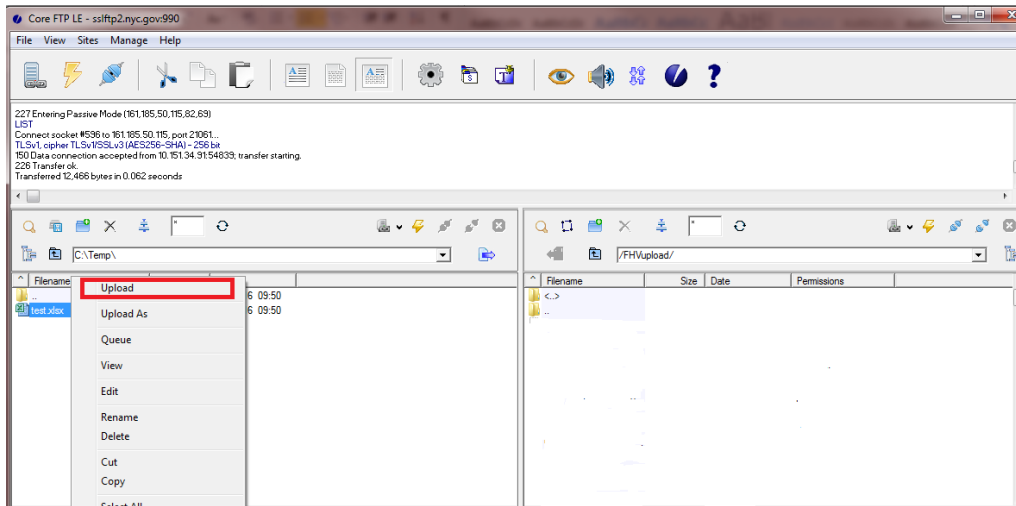 Core FTP LE - sslftp2.nyc.gov:990
File View Sites Manage Help
227 Entering Passive Mode (161,185,50,115,82,69)
LIST
Connect socket #596 to 161.185.50.115, port 21061...
TLSv1, cipher TLSv1/SSLv3 (AES256-SHA) - 256 bit
150 Data connection accepted from 10.151.34.91:54839; transfer starting.
226 Transfer ok.
Transferred 12,466 bytes in 0.062 seconds
* *
C:\Temp\ /FHVupload/
^ Filename ^ Filename Size Date Permissions
.. 6 09:50 <..>
test.xlsx 6 09:50 ..
Upload
Upload As
Queue
View
Edit
Rename
Delete
Cut
Copy
Select All